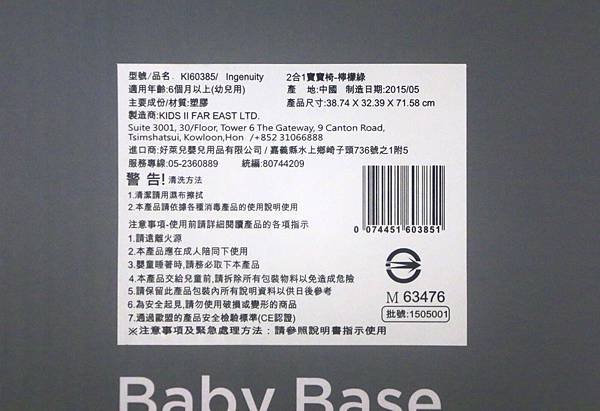 型號/品名. KI60385/ Ingenuity 2合1寶寶椅-檸檬綠
適用年齡:6個月以上(幼兒用) 產 地:中國 制造日期:2015/05
主要成份/材質:塑膠 產品尺寸:38.74 X 32.39 X 71.58 cm
製造商:KIDS II FAR EAST LTD.
Suite 3001, 30/Floor, Tower 6 The Gateway, 9 Canton Road,
Tsimshatsui, Kowloon,Hon /+852 31066888
進口商:好萊兒嬰兒用品有限公司 / 嘉義縣水上鄉崎子頭736號之1附5
服務專線:05-2360889 統編:80744209
警 告! 清洗方法
1.清潔請用濕布擦拭
2.本產品請依據各種消毒產品的使用說明使用
注意事項-使用前請詳細閱讀產品的各項指示
1.請遠離火源
2.本產品應在成人陪同下使用
3.嬰童睡著時,請務必取下本產品
4.本產品交給兒童前,請拆除所有包裝物料以免造成危險
5.請保留此產品包裝內所有說明資料以供日後參考
6.為安全起見,請勿使用破損或變形的商品
7.通過歐盟的產品安全檢驗標準(CE認證)
※注意事項及緊急處理方法：請參照說明書指示使用
0 074451 603851
M 63476
批號:1505001
Baby Base